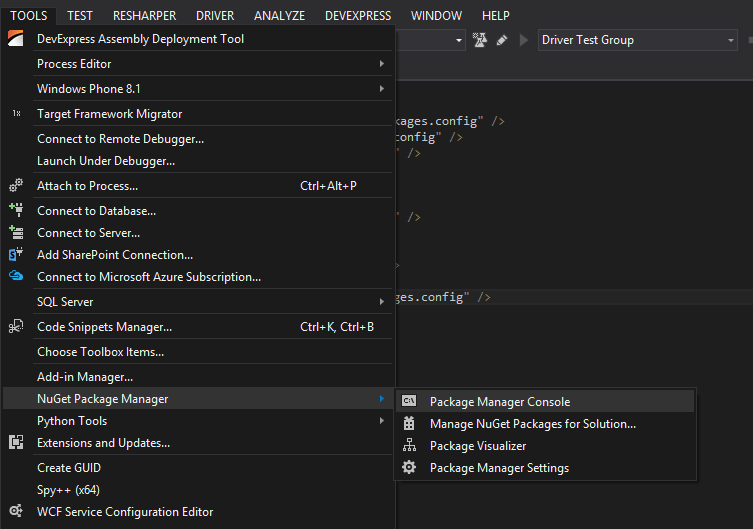 TOOLS TEST RESHARPER DRIVER ANALYZE DEVEXPRESS WINDOW HELP
DevExpress Assembly Deployment Tool
Driver Test Group
Process Editor
Windows Phone 8.1
1x Target Framework Migrator
kages.config" />
config" />
Connect to Remote Debugger...
" />
Launch Under Debugger...
Attach to Process... Ctrl+Alt+P
Connect to Database...
" />
Connect to Server...
Add SharePoint Connection...
>
Connect to Microsoft Azure Subscription...
SQL Server
ges.config" />
Code Snippets Manager... Ctrl+K, Ctrl+B
Choose Toolbox Items...
Add-in Manager...
NuGet Package Manager
C:\ Package Manager Console
Python Tools
Manage NuGet Packages for Solution...
Extensions and Updates...
Package Visualizer
Create GUID
Package Manager Settings
Spy++ (x64)
WCF Service Configuration Editor